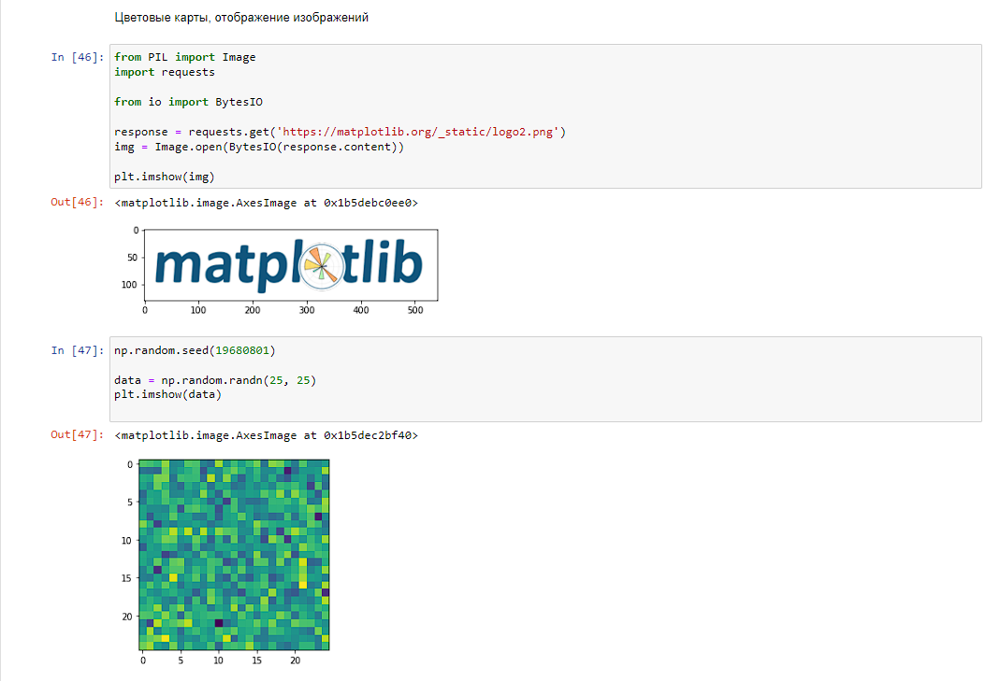 Цветовые карты, отображение изображений
In [46]: from PIL import Image
import requests
from io import BytesIO
response = requests.get('https://matplotlib.org/_static/logo2.png')
img = Image.open(BytesIO(response.content))
plt.imshow(img)
Out[46]: <matplotlib.image.AxesImage at 0x1b5debc0ee0>
0
50
100
matplotlib
0 100 200 300 400 500
In [47]: np.random.seed(19680801)
data = np.random.randn(25, 25)
plt.imshow(data)
Out[47]: <matplotlib.image.AxesImage at 0x1b5dec2bf40>
0
5
10
15
20
0 5 10 15 20